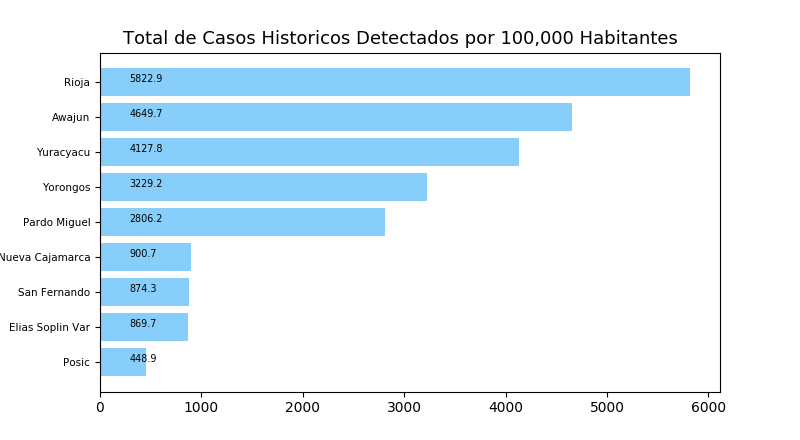 Total de Casos Historicos Detectados por 100,000 Habitantes
Rioja 5822.9
Awajun 4649.7
Yuracyacu 4127.8
Yorongos 3229.2
Pardo Miguel 2806.2
Nueva Cajamarca 900.7
San Fernando 874.3
Elias Soplin Var 869.7
Posic 448.9
0 1000 2000 3000 4000 5000 6000